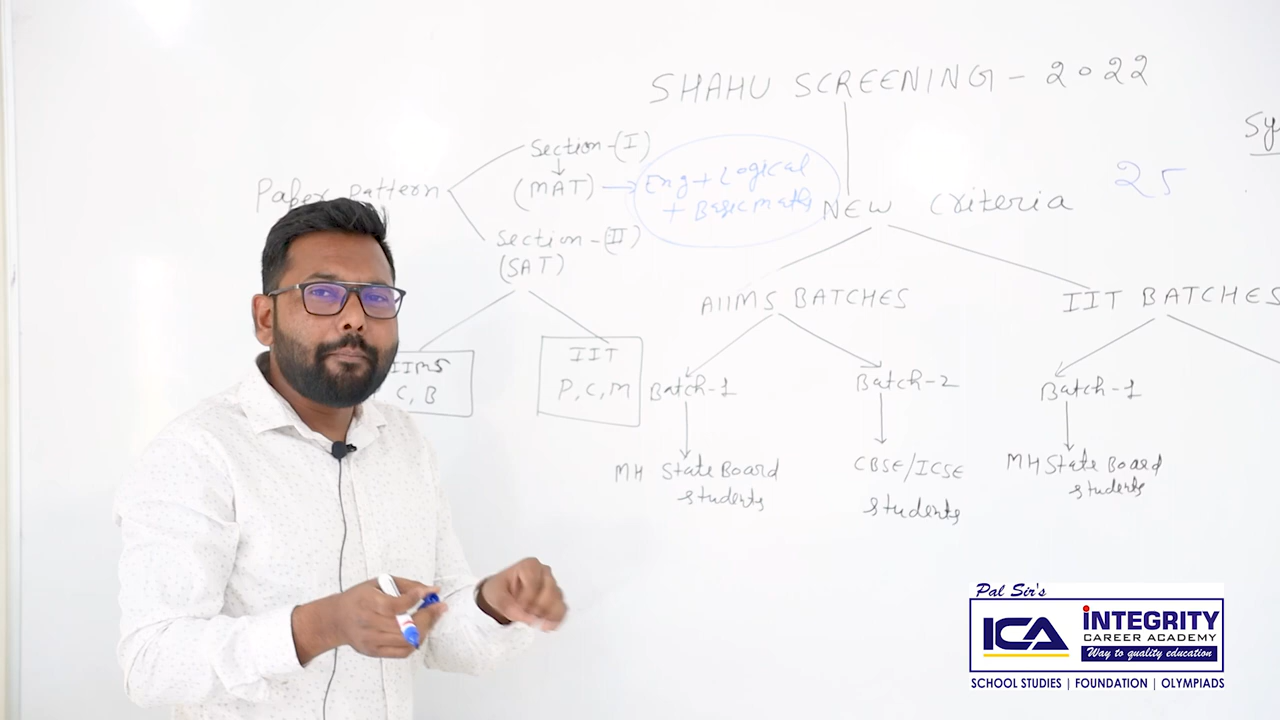 SHAHU SCREENING - 2022
Sy
Section-(I)
Paper pattern
(MAT)
Eng + Logical
+ Basic maths
25
NEW Criteria
Section-(II)
(SAT)
AIIMS BATCHES
IIT BATCHES
IIMS
C, B
IIT
P, C, M
Batch-1
Batch-2
Batch-1
MH State Board
students
CBSE/ICSE
students
MH State Board
students
Pal Sir's
ICA
iNTEGRITY
CAREER ACADEMY
Way to quality education
SCHOOL STUDIES | FOUNDATION | OLYMPIADS